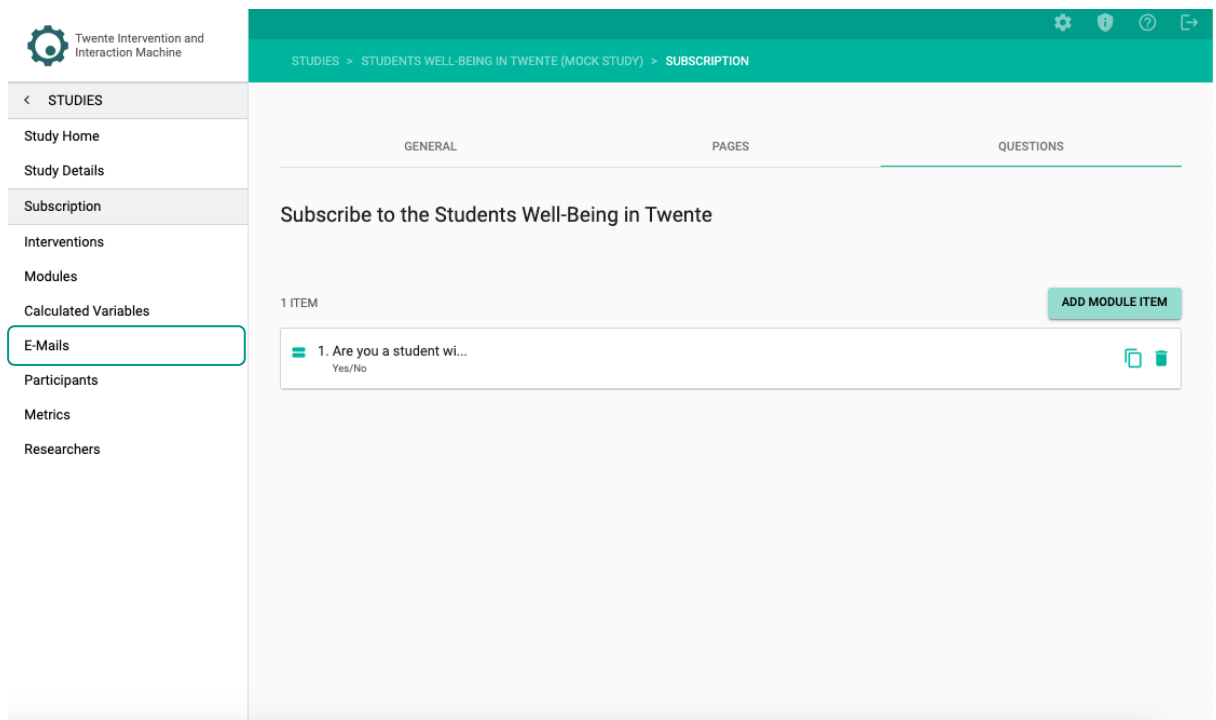 Twente Intervention and
Interaction Machine
STUDIES > STUDENTS WELL-BEING IN TWENTE (MOCK STUDY) > SUBSCRIPTION
< STUDIES
Study Home
Study Details
Subscription
Interventions
Modules
Calculated Variables
E-Mails
Participants
Metrics
Researchers
GENERAL
PAGES
QUESTIONS
Subscribe to the Students Well-Being in Twente
1 ITEM
ADD MODULE ITEM
1. Are you a student wi...
Yes/No